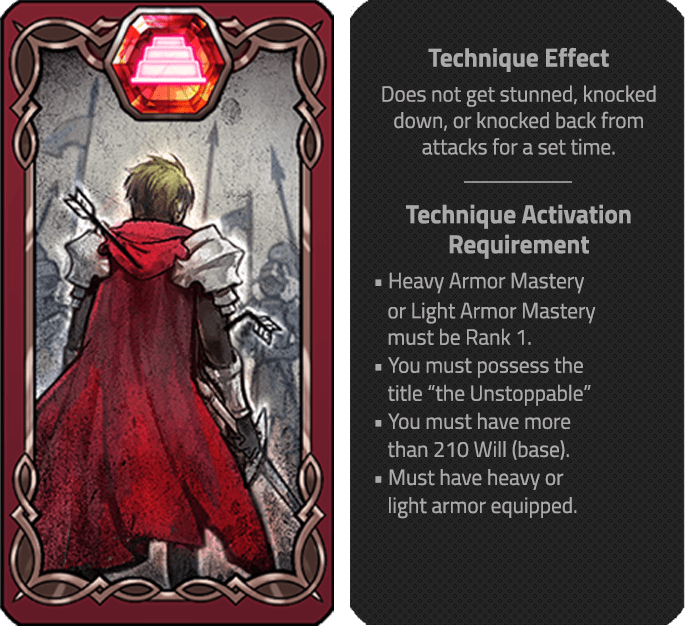 Technique Effect
Does not get stunned, knocked
down, or knocked back from
attacks for a set time.
Technique Activation
Requirement
▪ Heavy Armor Mastery
or Light Armor Mastery
must be Rank 1.
▪ You must possess the
title “the Unstoppable”
▪ You must have more
than 210 Will (base).
▪ Must have heavy or
light armor equipped.